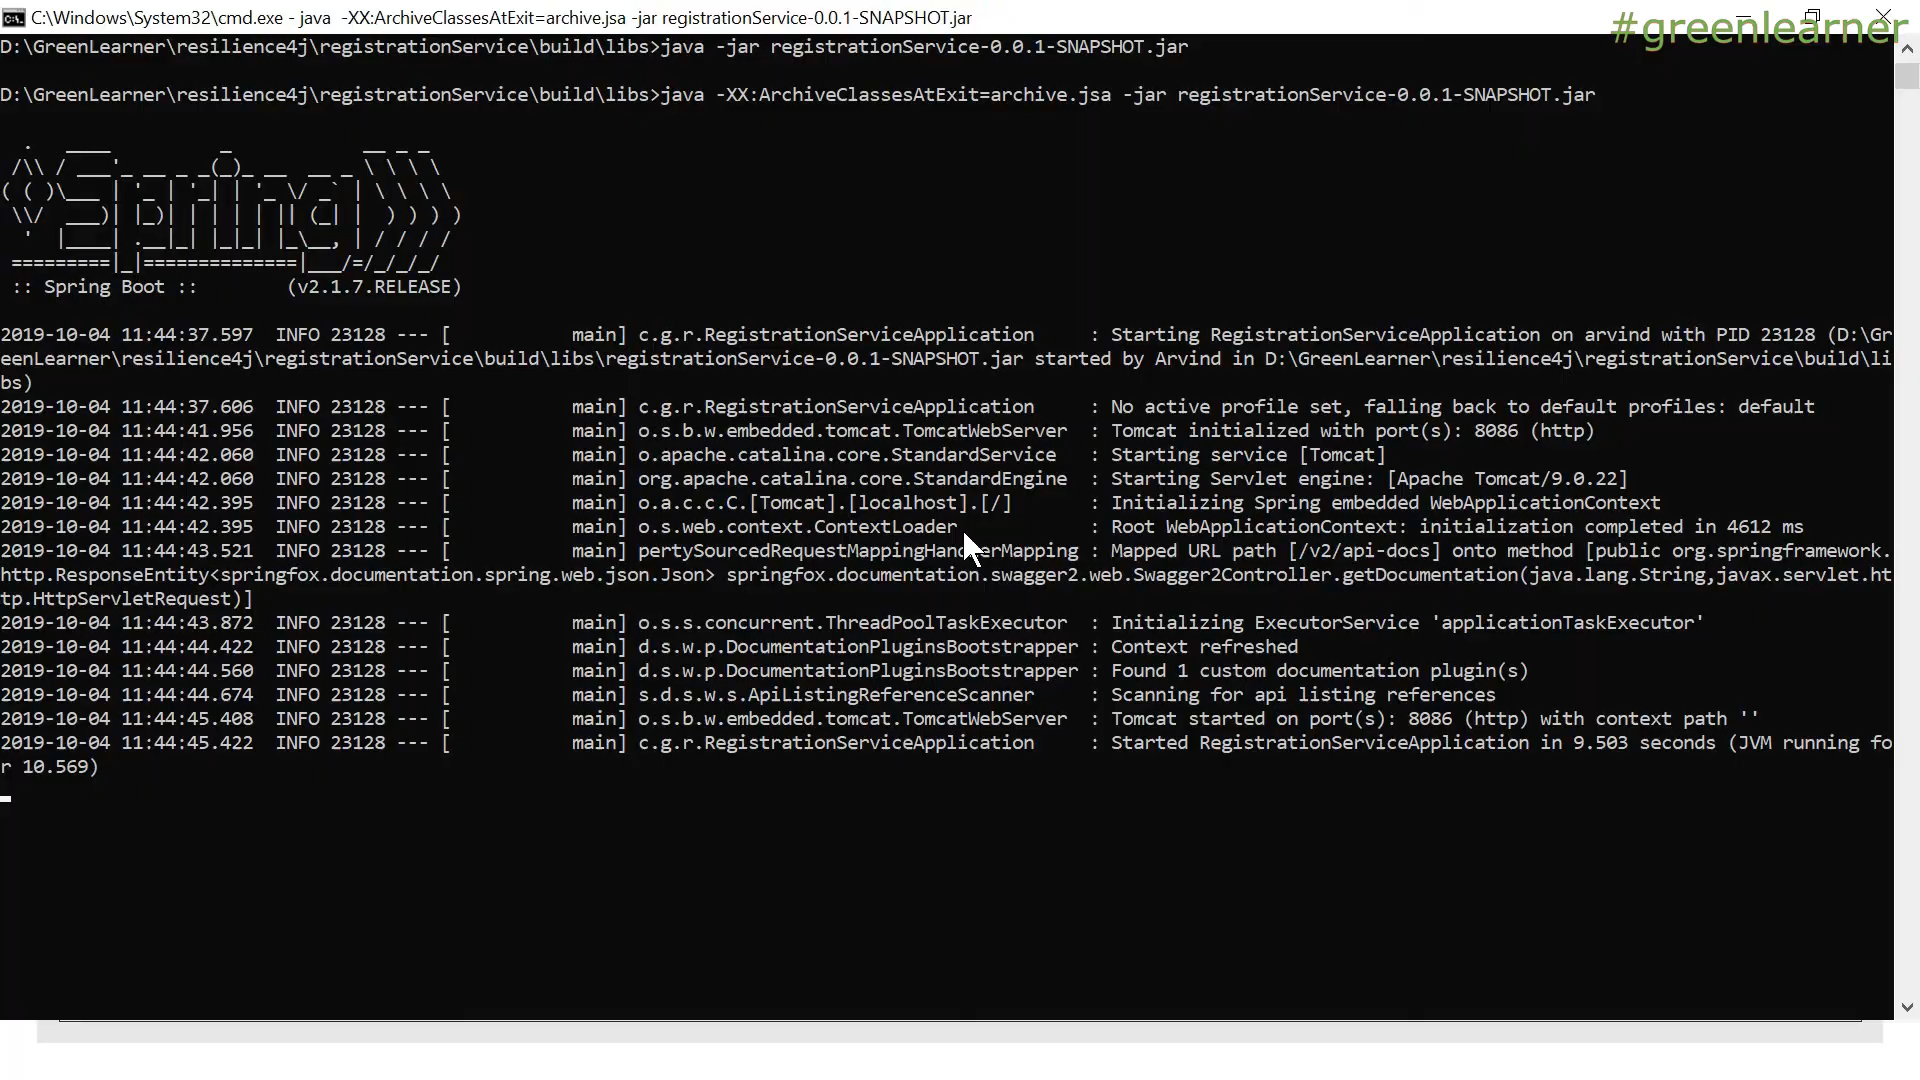 C:\Windows\System32\cmd.exe - java  -XX:ArchiveClassesAtExit=archive.jsa -jar registrationService-0.0.1-SNAPSHOT.jar
#greenlearner
D:\GreenLearner\resilience4j\registrationService\build\libs>java -jar registrationService-0.0.1-SNAPSHOT.jar
D:\GreenLearner\resilience4j\registrationService\build\libs>java -XX:ArchiveClassesAtExit=archive.jsa -jar registrationService-0.0.1-SNAPSHOT.jar
Spring
:: Spring Boot ::        (v2.1.7.RELEASE)
2019-10-04 11:44:37.597  INFO 23128 --- [           main] c.g.r.RegistrationServiceApplication     : Starting RegistrationServiceApplication on arvind with PID 23128 (D:\Gr
eenLearner\resilience4j\registrationService\build\libs\registrationService-0.0.1-SNAPSHOT.jar started by Arvind in D:\GreenLearner\resilience4j\registrationService\build\li
bs)
2019-10-04 11:44:37.606  INFO 23128 --- [           main] c.g.r.RegistrationServiceApplication     : No active profile set, falling back to default profiles: default
2019-10-04 11:44:41.956  INFO 23128 --- [           main] o.s.b.w.embedded.tomcat.TomcatWebServer  : Tomcat initialized with port(s): 8086 (http)
2019-10-04 11:44:42.060  INFO 23128 --- [           main] o.apache.catalina.core.StandardService   : Starting service [Tomcat]
2019-10-04 11:44:42.060  INFO 23128 --- [           main] org.apache.catalina.core.StandardEngine  : Starting Servlet engine: [Apache Tomcat/9.0.22]
2019-10-04 11:44:42.395  INFO 23128 --- [           main] o.a.c.c.C.[Tomcat].[localhost].[/]       : Initializing Spring embedded WebApplicationContext
2019-10-04 11:44:42.395  INFO 23128 --- [           main] o.s.web.context.ContextLoader            : Root WebApplicationContext: initialization completed in 4612 ms
2019-10-04 11:44:43.521  INFO 23128 --- [           main] pertySourcedRequestMappingHandlerMapping : Mapped URL path [/v2/api-docs] onto method [public org.springframework.
http.ResponseEntity<springfox.documentation.spring.web.json.Json> springfox.documentation.swagger2.web.Swagger2Controller.getDocumentation(java.lang.String,javax.servlet.ht
tp.HttpServletRequest)]
2019-10-04 11:44:43.872  INFO 23128 --- [           main] o.s.s.concurrent.ThreadPoolTaskExecutor  : Initializing ExecutorService 'applicationTaskExecutor'
2019-10-04 11:44:44.422  INFO 23128 --- [           main] d.s.w.p.DocumentationPluginsBootstrapper : Context refreshed
2019-10-04 11:44:44.560  INFO 23128 --- [           main] d.s.w.p.DocumentationPluginsBootstrapper : Found 1 custom documentation plugin(s)
2019-10-04 11:44:44.674  INFO 23128 --- [           main] s.d.s.w.s.ApiListingReferenceScanner     : Scanning for api listing references
2019-10-04 11:44:45.408  INFO 23128 --- [           main] o.s.b.w.embedded.tomcat.TomcatWebServer  : Tomcat started on port(s): 8086 (http) with context path ''
2019-10-04 11:44:45.422  INFO 23128 --- [           main] c.g.r.RegistrationServiceApplication     : Started RegistrationServiceApplication in 9.503 seconds (JVM running fo
r 10.569)